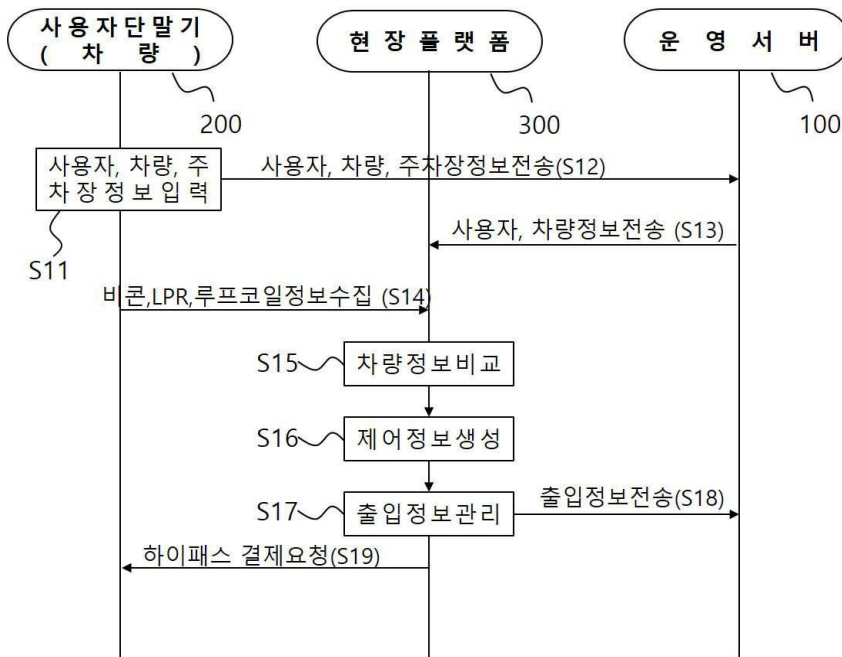 사용자단말기
( 차 량 )
현장플랫폼
운영서버
200
300
100
사용자, 차량, 주
차장정보입력
사용자, 차량, 주차장정보전송(S12)
사용자, 차량정보전송 (S13)
S11
비콘,LPR,루프코일정보수집 (S14)
S15
차량정보비교
S16
제어정보생성
S17
출입정보관리
출입정보전송(S18)
하이패스 결제요청(S19)